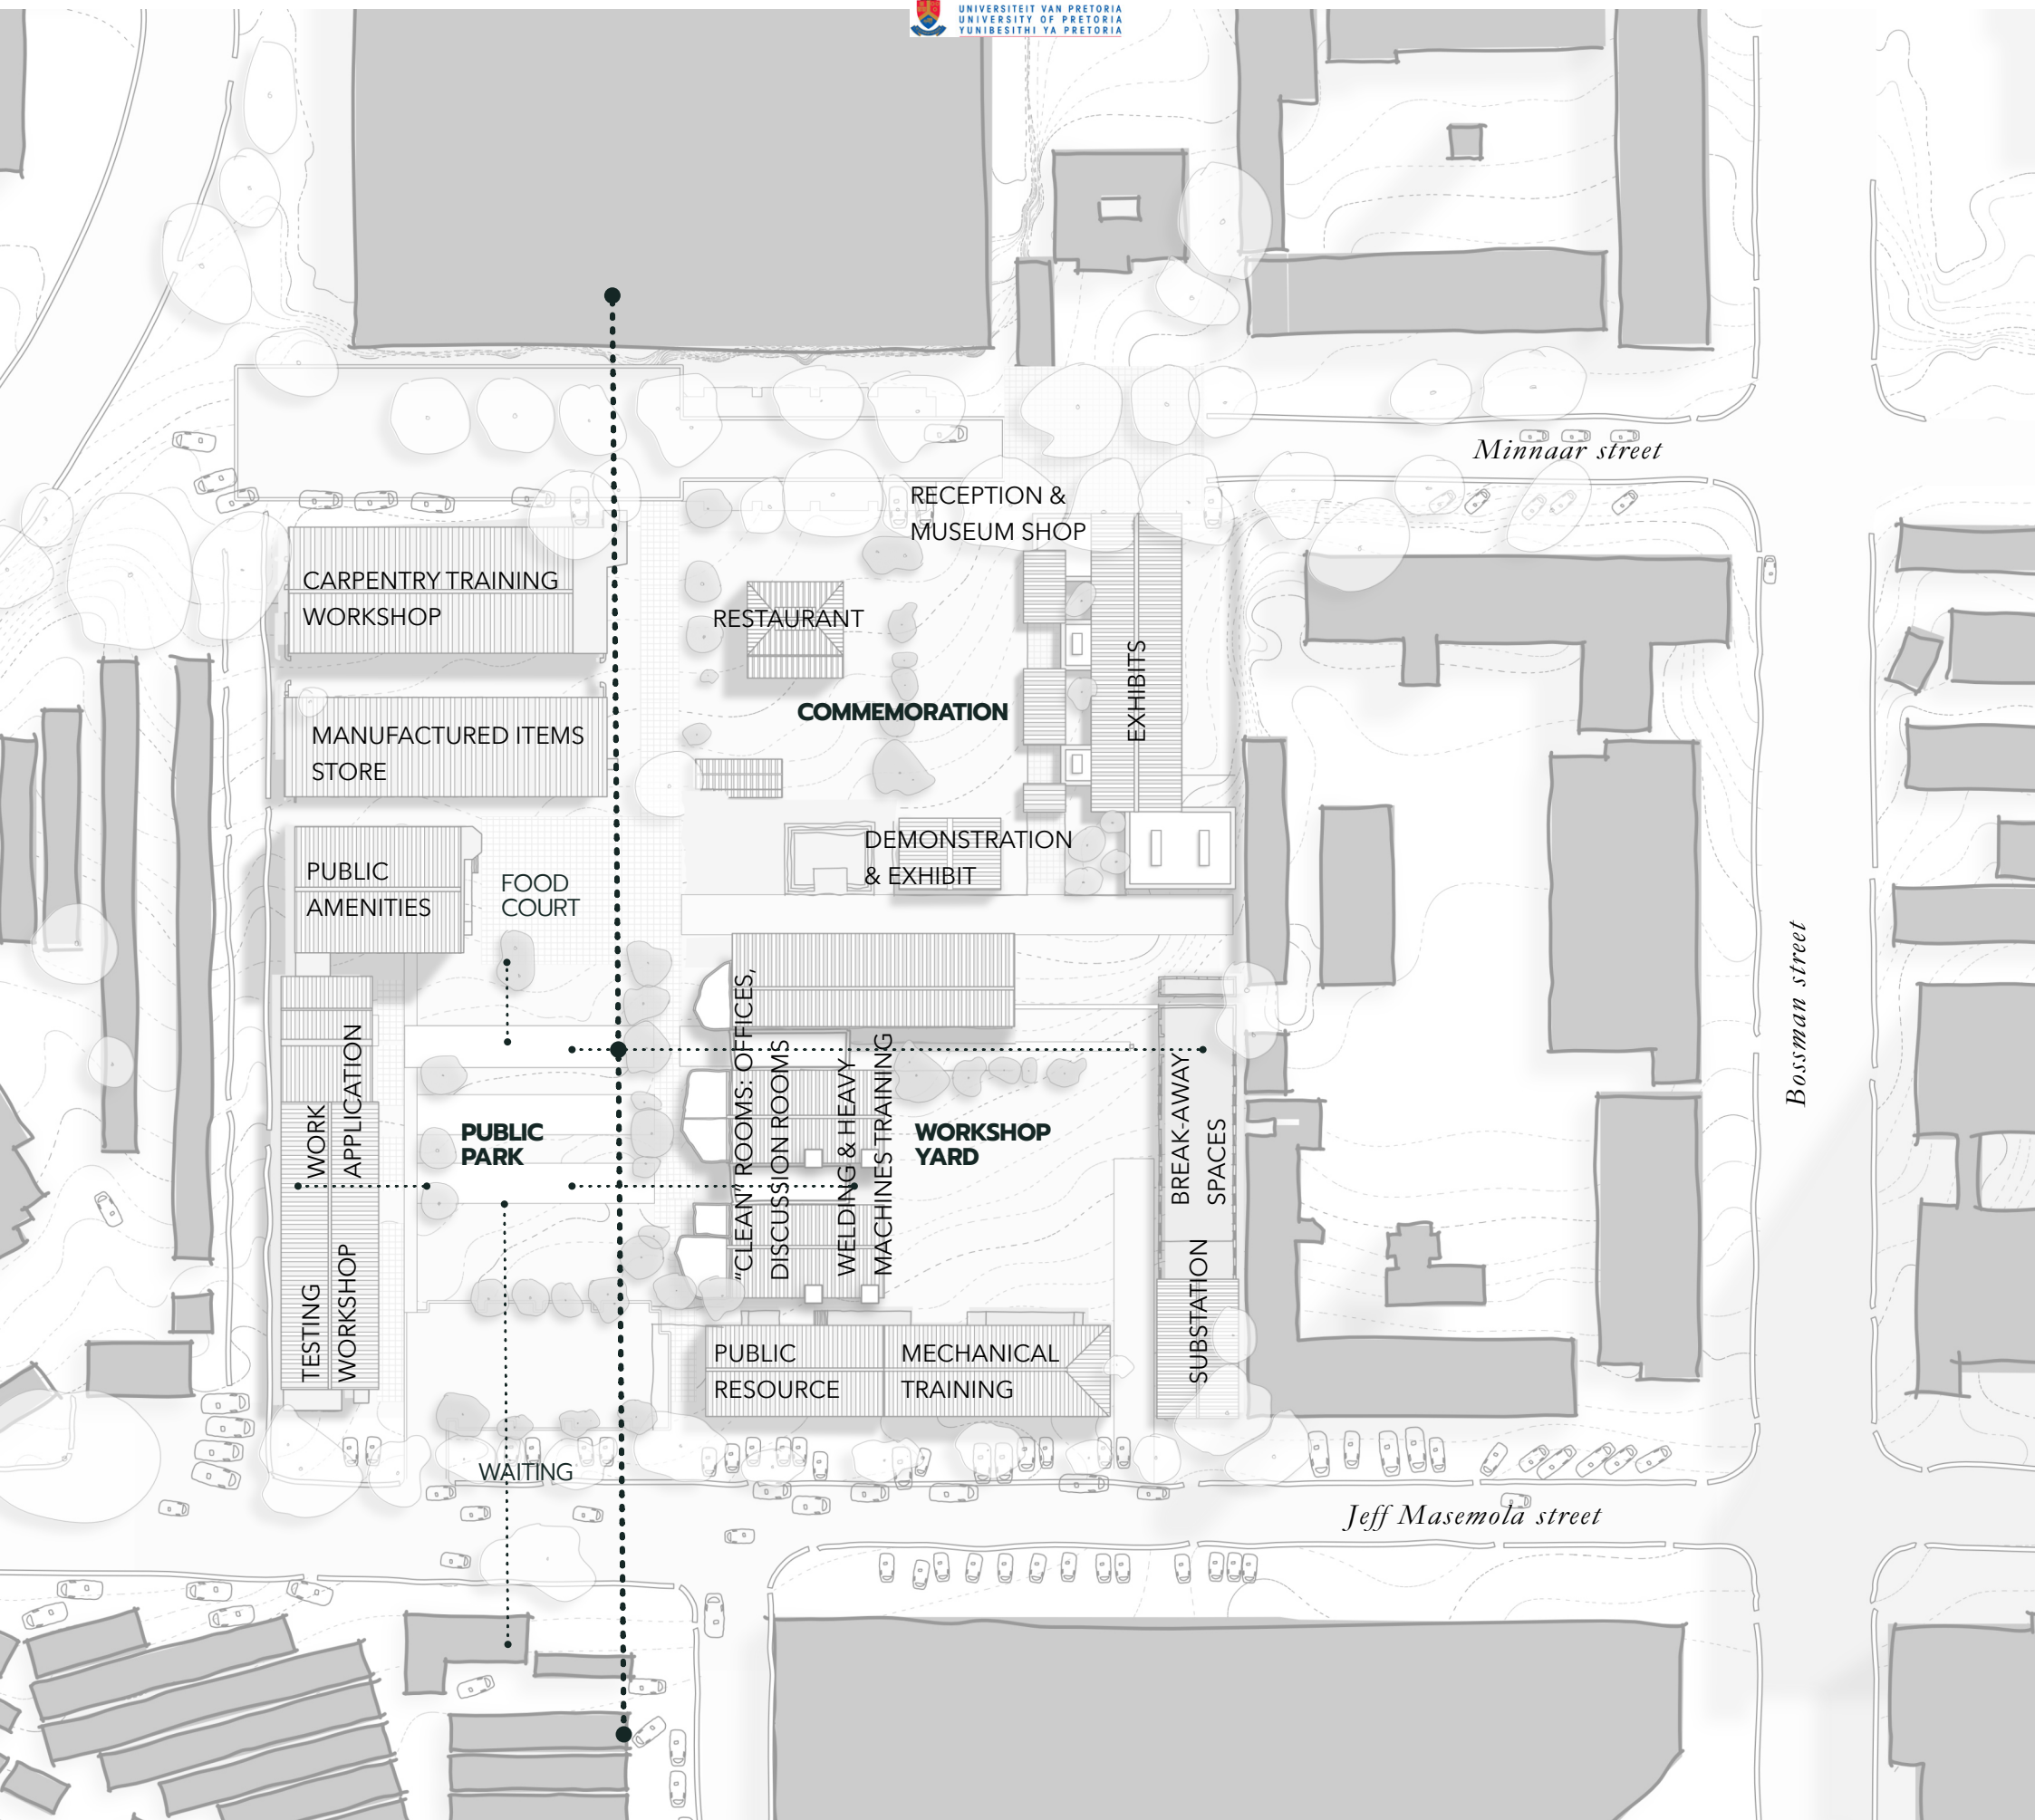 UNIVERSITEIT VAN PRETORIA
UNIVERSITY OF PRETORIA
YUNIBESITHI YA PRETORIA
Minnaar street
RECEPTION &
MUSEUM SHOP
CARPENTRY TRAINING
WORKSHOP
RESTAURANT
EXHIBITS
COMMEMORATION
MANUFACTURED ITEMS
STORE
DEMONSTRATION
& EXHIBIT
PUBLIC
AMENITIES
FOOD
COURT
Bossman street
WORK
APPLICATION
PUBLIC
PARK
"CLEAN" ROOMS: OFFICES,
DISCUSSION ROOMS
WELDING & HEAVY
MACHINES TRAINING
WORKSHOP
YARD
BREAK-AWAY
SPACES
TESTING
WORKSHOP
SUBSTATION
PUBLIC
RESOURCE
MECHANICAL
TRAINING
WAITING
Jeff Masemola street